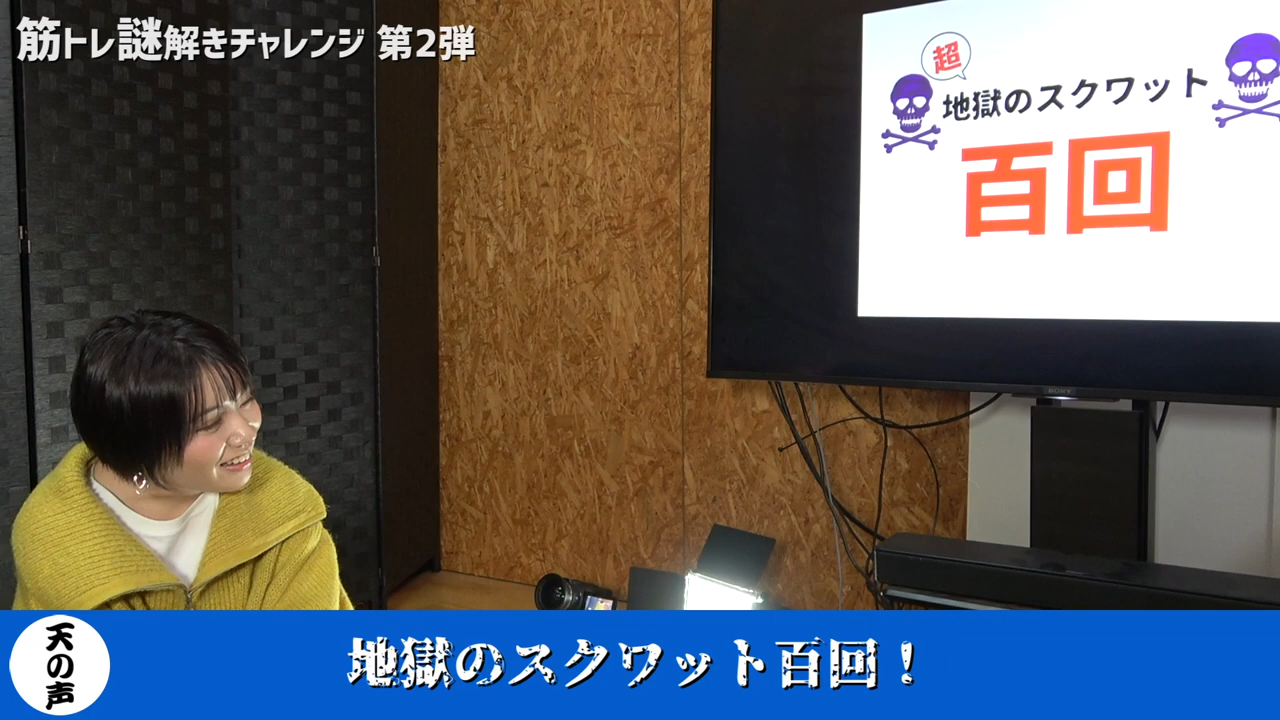 筋トレ謎解きチャレンジ 第2弾
超
地獄のスクワット
百回
SONY
天の声
地獄のスクワット百回！